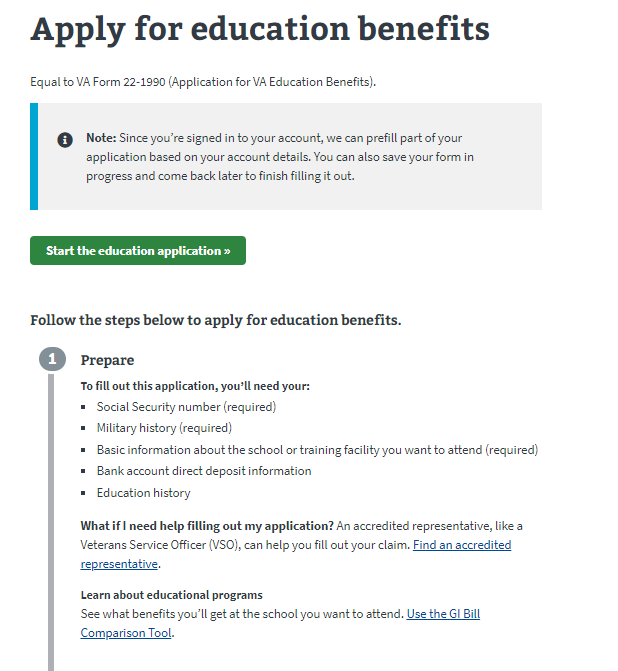 Apply for education benefits
Equal to VA Form 22-1990 (Application for VA Education Benefits).
Note: Since you're signed in to your account, we can prefill part of your
application based on your account details. You can also save your form in
progress and come back later to finish filling it out.
Start the education application »
Follow the steps below to apply for education benefits.
1 Prepare
To fill out this application, you'll need your:
▪ Social Security number (required)
▪ Military history (required)
▪ Basic information about the school or training facility you want to attend (required)
▪ Bank account direct deposit information
▪ Education history
What if I need help filling out my application? An accredited representative, like a
Veterans Service Officer (VSO), can help you fill out your claim. Find an accredited
representative.
Learn about educational programs
See what benefits you'll get at the school you want to attend. Use the GI Bill
Comparison Tool.